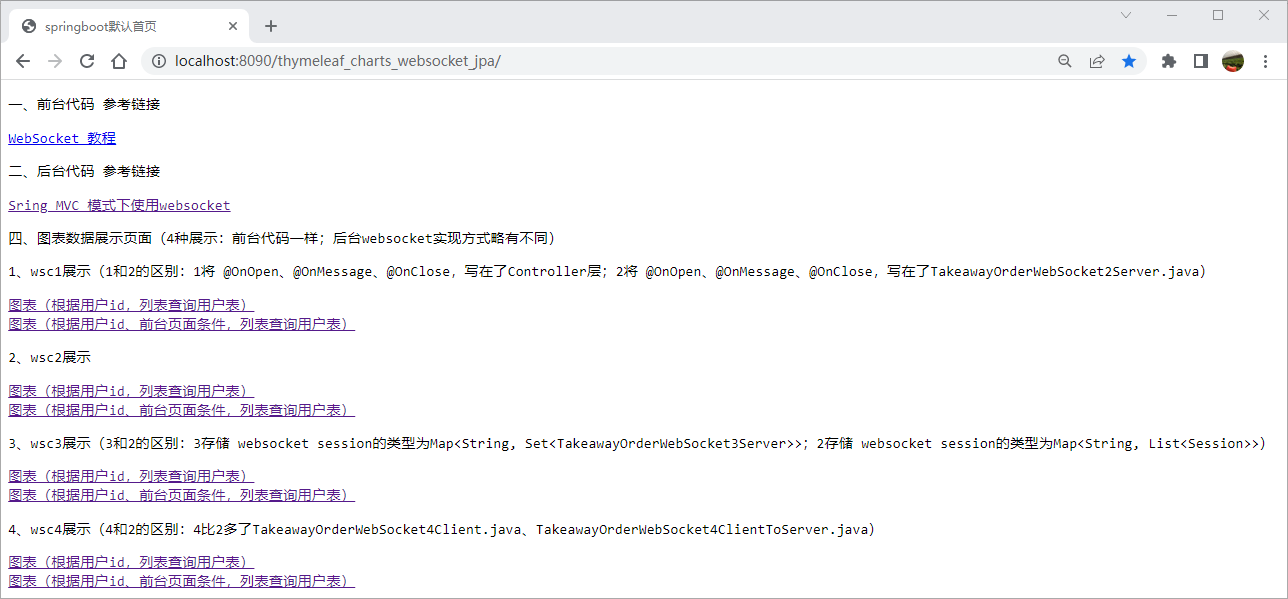 springboot默认首页
localhost:8090/thymeleaf_charts_websocket_jpa/
一、前台代码 参考链接
WebSocket 教程
二、后台代码 参考链接
Sring MVC 模式下使用websocket
四、图表数据展示页面（4种展示：前台代码一样；后台websocket实现方式略有不同）
1、wsc1展示（1和2的区别：1将 @OnOpen、@OnMessage、@OnClose，写在了Controller层；2将 @OnOpen、@OnMessage、@OnClose，写在了TakeawayOrderWebSocket2Server.java）
图表（根据用户id，列表查询用户表）
图表（根据用户id、前台页面条件，列表查询用户表）
2、wsc2展示
图表（根据用户id，列表查询用户表）
图表（根据用户id、前台页面条件，列表查询用户表）
3、wsc3展示（3和2的区别：3存储 websocket session的类型为Map<String, Set<TakeawayOrderWebSocket3Server>>；2存储 websocket session的类型为Map<String, List<Session>>）
图表（根据用户id，列表查询用户表）
图表（根据用户id、前台页面条件，列表查询用户表）
4、wsc4展示（4和2的区别：4比2多了TakeawayOrderWebSocket4Client.java、TakeawayOrderWebSocket4ClientToServer.java）
图表（根据用户id，列表查询用户表）
图表（根据用户id、前台页面条件，列表查询用户表）